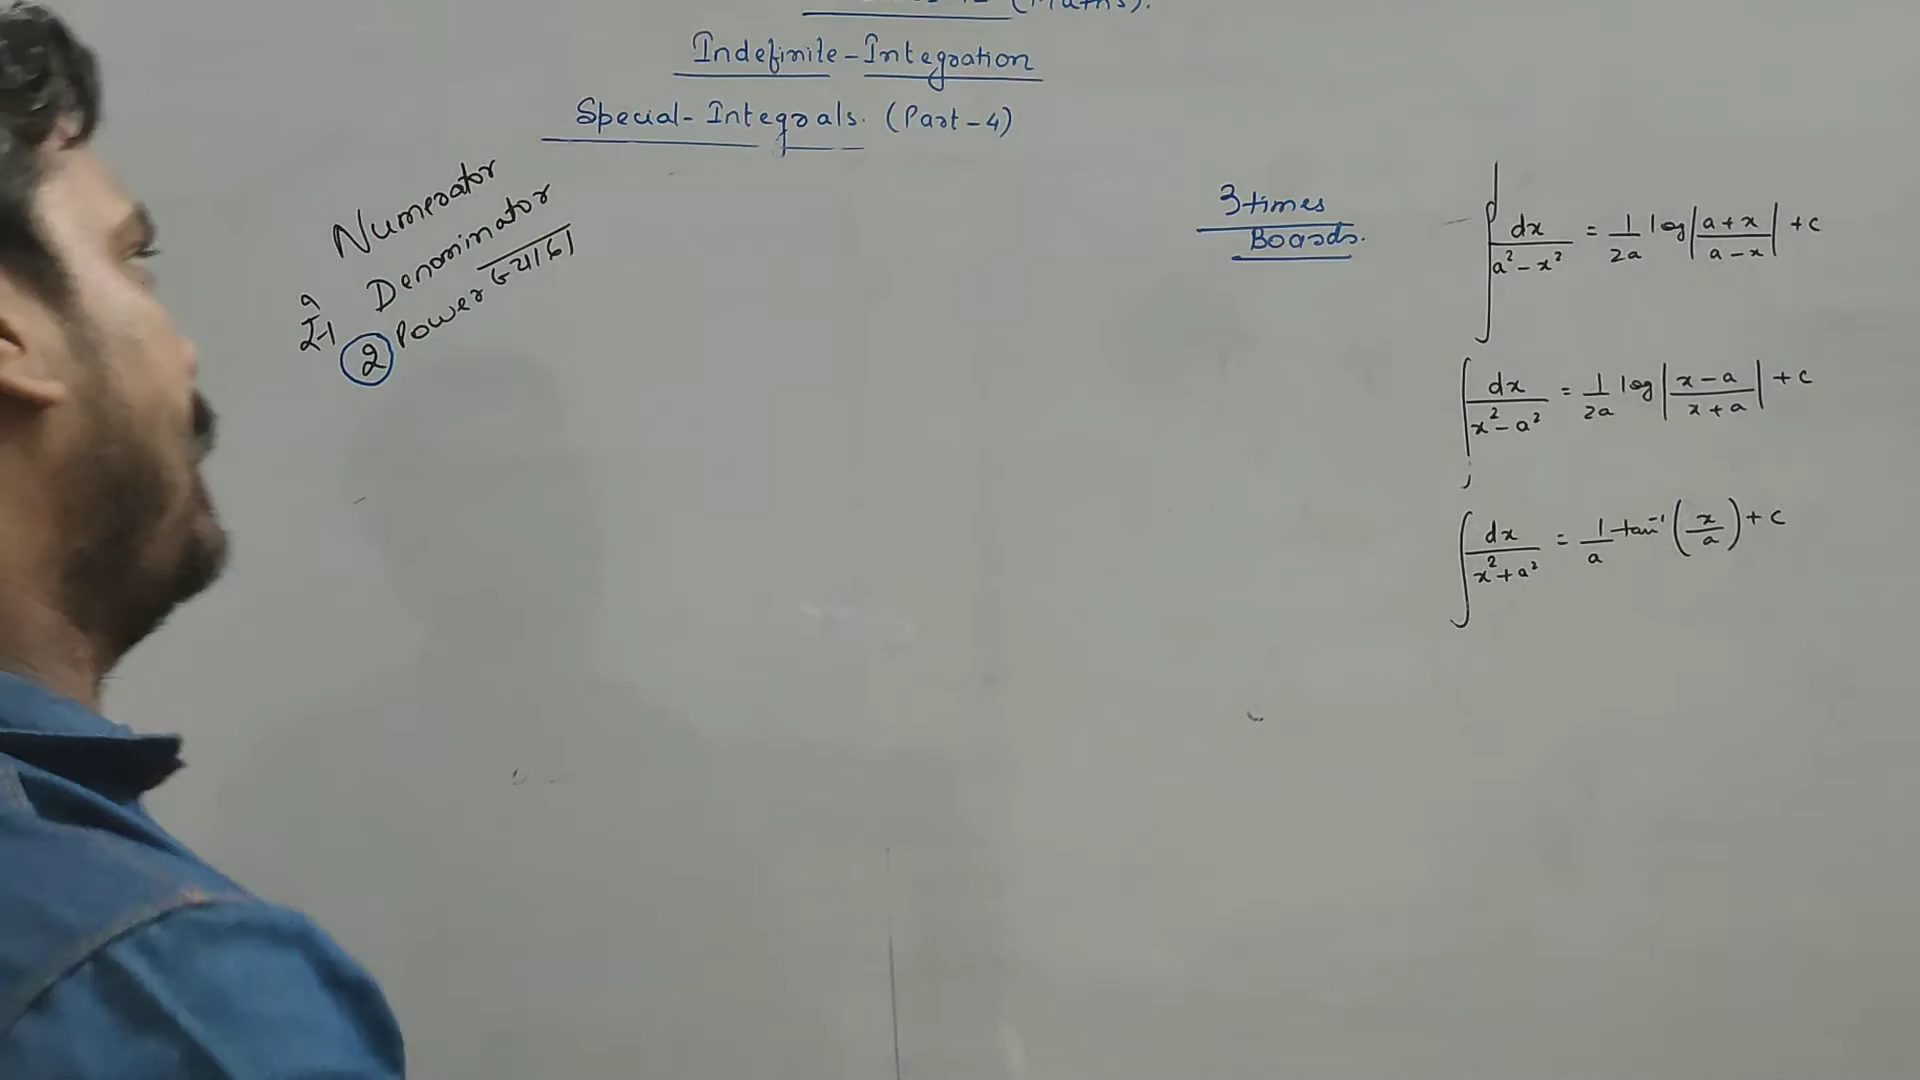 (Maths).
Indefinite-Integration
Special-Integrals. (Part-4)
Numerator
Denominator
Power ज्यादा
2
3 times
Boards.
∫ dx/(a² - x²) = 1/2a log |(a + x)/(a - x)| + c
∫ dx/(x² - a²) = 1/2a log |(x - a)/(x + a)| + c
∫ dx/(x² + a²) = 1/a tan⁻¹ (x/a) + c